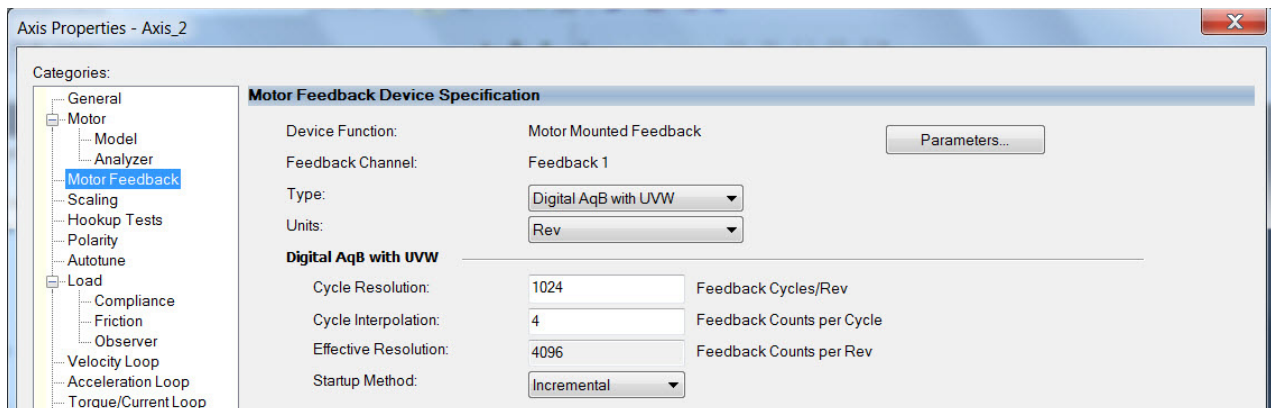 Axis Properties - Axis_2
X
Categories:
General
Motor
Model
Analyzer
Motor Feedback
Scaling
Hookup Tests
Polarity
Autotune
Load
Compliance
Friction
Observer
Velocity Loop
Acceleration Loop
Torque/Current Loop
Motor Feedback Device Specification
Device Function: Motor Mounted Feedback Parameters...
Feedback Channel: Feedback 1
Type: Digital AqB with UVW
Units: Rev
Digital AqB with UVW
Cycle Resolution: 1024 Feedback Cycles/Rev
Cycle Interpolation: 4 Feedback Counts per Cycle
Effective Resolution: 4096 Feedback Counts per Rev
Startup Method: Incremental